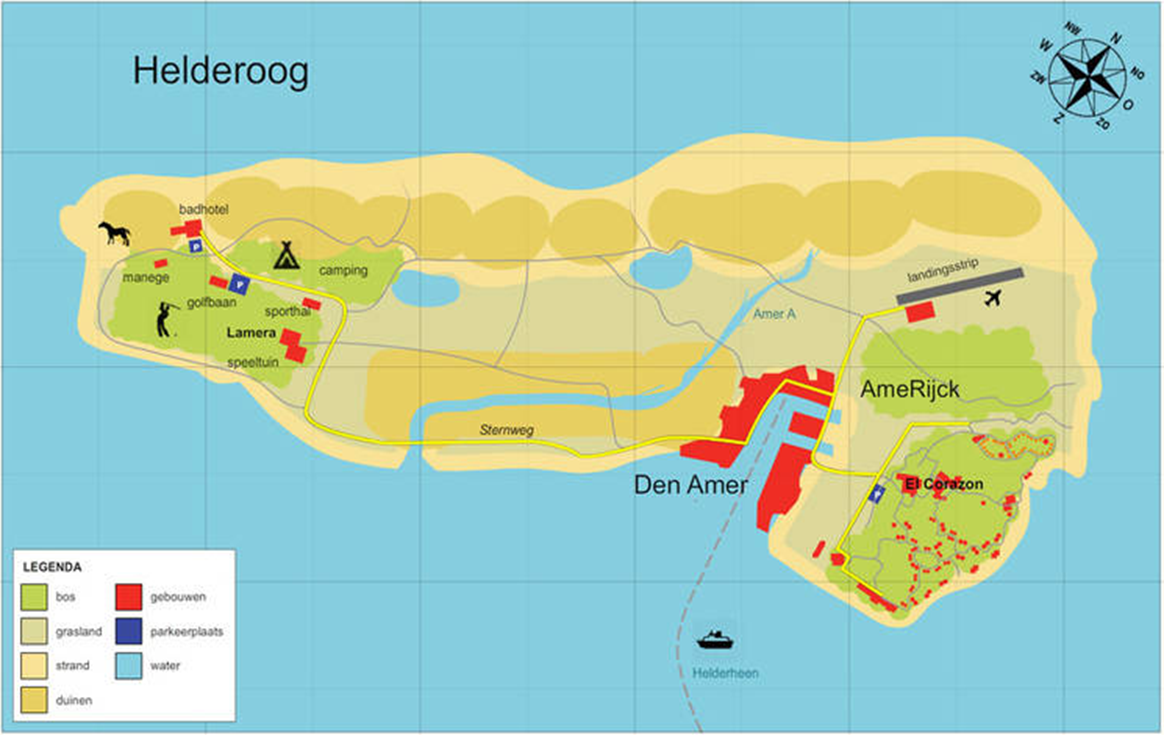 Helderoog
NW
N
W
NO
ZW
O
Z
ZO
badhotel
P
manege
camping
golfbaan
P
sporthal
Lamera
speeltuin
landingsstrip
Amer A
AmeRijck
Sternweg
Den Amer
El Corazon
P
Helderheen
LEGENDA
bos
gebouwen
grasland
parkeerplaats
strand
water
duinen